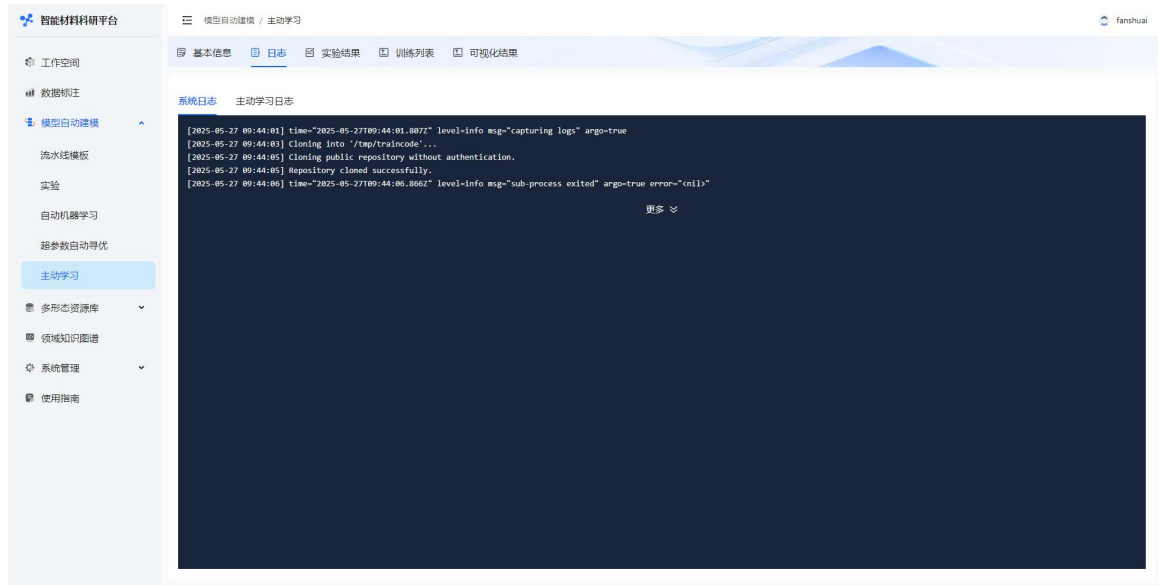 智能材料科研平台
模型自动建模 / 主动学习
fanshuai
工作空间
数据标注
模型自动建模
流水线模板
实验
自动机器学习
超参数自动寻优
主动学习
多形态资源库
领域知识图谱
系统管理
使用指南
基本信息 日志 实验结果 训练列表 可视化结果
系统日志 主动学习日志
[2025-05-27 09:44:01] time="2025-05-27T09:44:01.807Z" level=info msg="capturing logs" argo=true
[2025-05-27 09:44:03] Cloning into '/tmp/traincode'...
[2025-05-27 09:44:05] Cloning public repository without authentication.
[2025-05-27 09:44:05] Repository cloned successfully.
[2025-05-27 09:44:06] time="2025-05-27T09:44:06.866Z" level=info msg="sub-process exited" argo=true error="<nil>"
更多